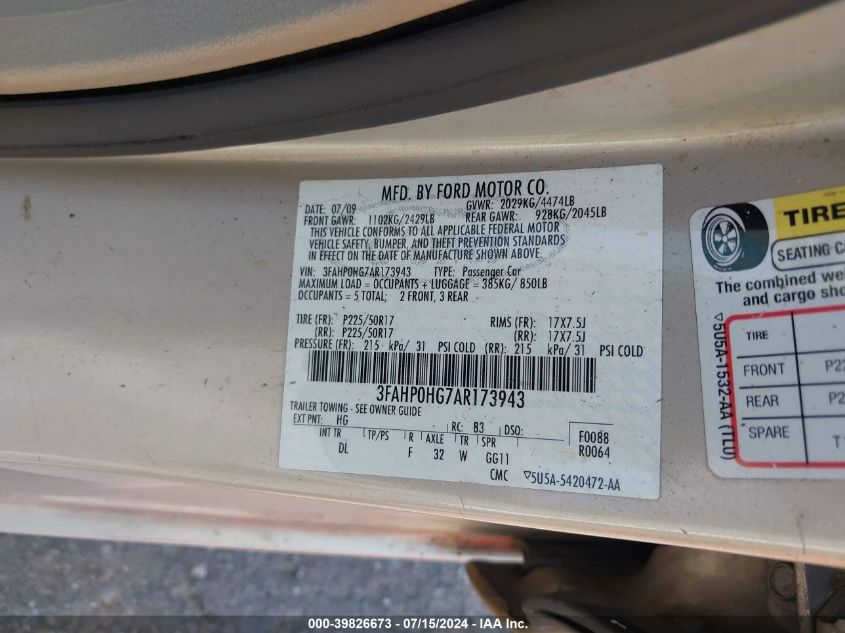 MFD. BY FORD MOTOR CO.
DATE: 07/09 GVWR: 2029KG/4474LB
FRONT GAWR: 1102KG/2429LB REAR GAWR: 928KG/2045LB
THIS VEHICLE CONFORMS TO ALL APPLICABLE FEDERAL MOTOR
VEHICLE SAFETY, BUMPER, AND THEFT PREVENTION STANDARDS
IN EFFECT ON THE DATE OF MANUFACTURE SHOWN ABOVE.
VIN: 3FAHP0HG7AR173943 TYPE: Passenger Car
MAXIMUM LOAD = OCCUPANTS + LUGGAGE = 385KG/ 850LB
OCCUPANTS = 5 TOTAL; 2 FRONT, 3 REAR
TIRE (FR): P225/50R17 RIMS (FR): 17X7.5J
(RR): P225/50R17 (RR): 17X7.5J
PRESSURE (FR): 215 kPa/ 31 PSI COLD (RR): 215 kPa/ 31 PSI COLD
3FAHP0HG7AR173943
TRAILER TOWING - SEE OWNER GUIDE
EXT PNT: HG RC: 83 DSO: F0088
INT TR TP/PS R AXLE TR SPR R0064
DL F 32 W GG11
CMC ▽5U5A-5420472-AA
TIRE
SEATING CA
The combined we
and cargo sho
▽5U5A-1532-AA (TL0)
TIRE
FRONT P22
REAR P2
SPARE T1
000-39826673 - 07/15/2024 - IAA Inc.